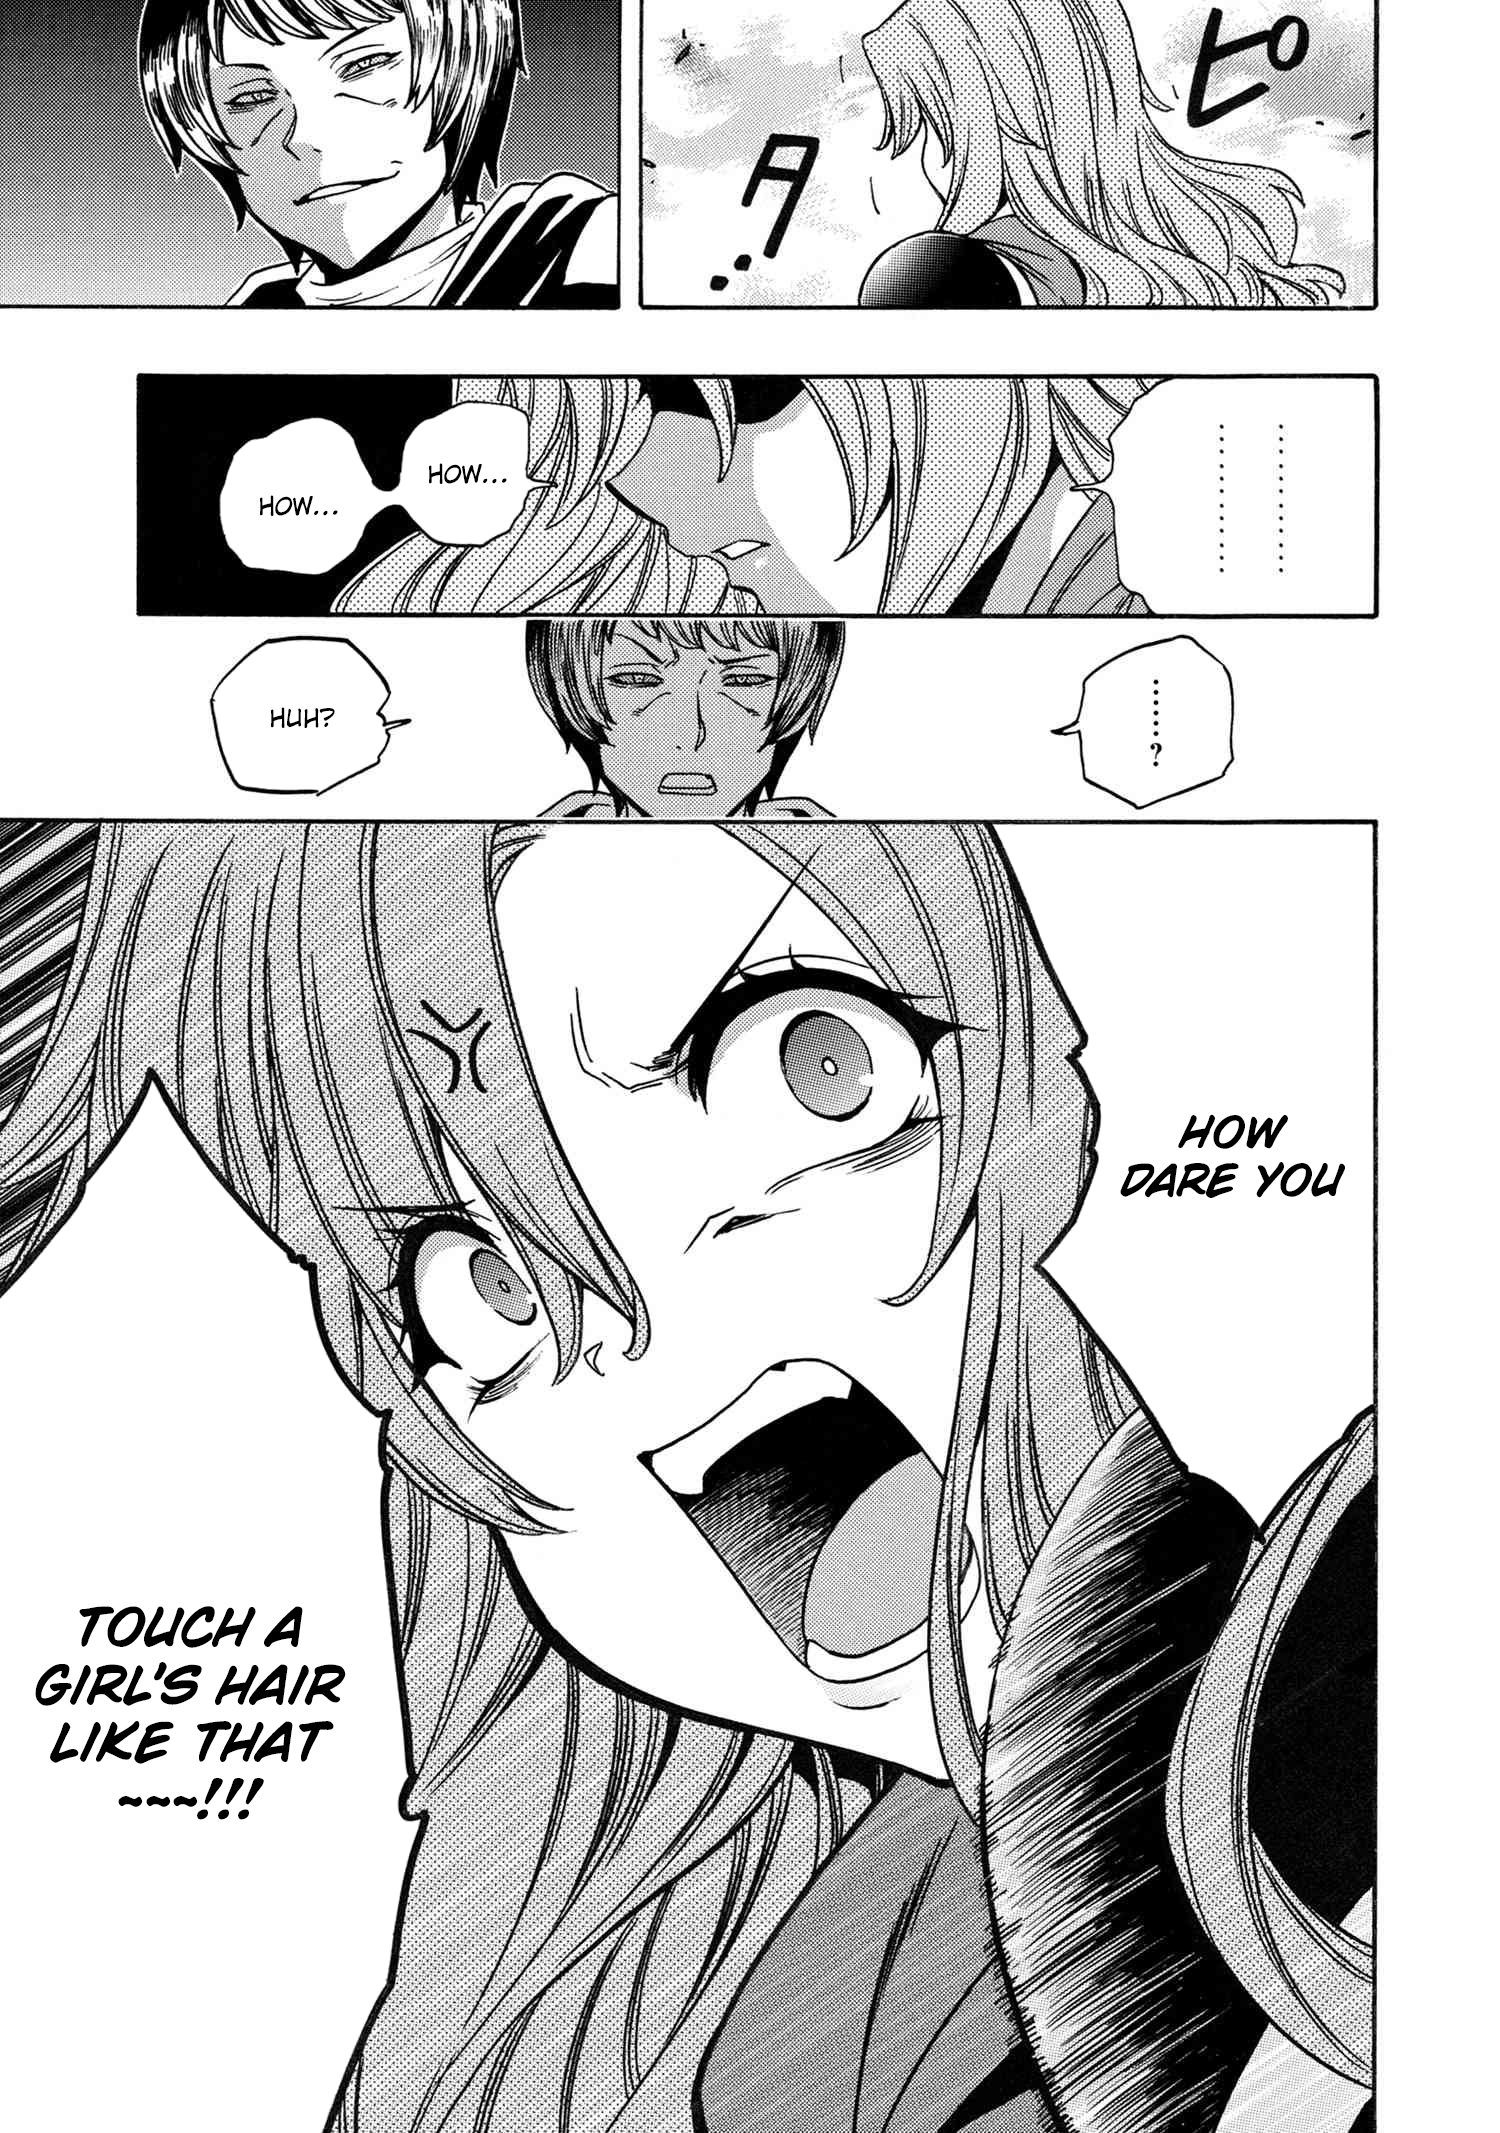 ピタ..
............
............
HOW...
HOW...
......?
HUH?
HOW
DARE YOU
TOUCH A
GIRL'S HAIR
LIKE THAT
~~~!!!